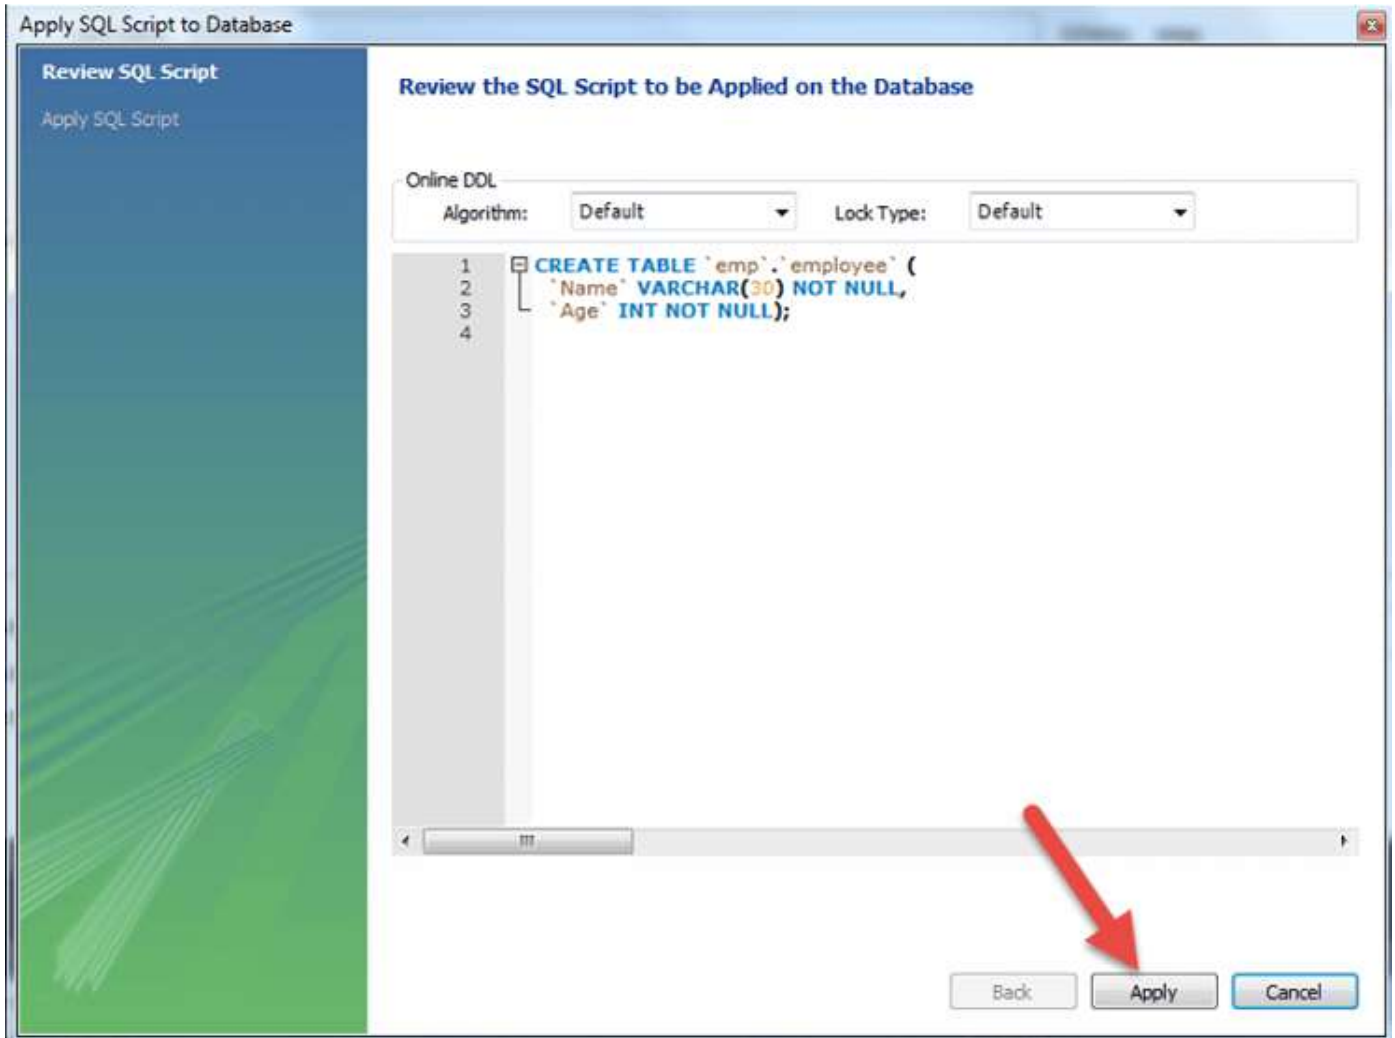 Apply SQL Script to Database
Review SQL Script
Apply SQL Script
Review the SQL Script to be Applied on the Database
Online DDL
Algorithm: Default Lock Type: Default
1 CREATE TABLE `emp`.`employee` (
2 `Name` VARCHAR(30) NOT NULL,
3 `Age` INT NOT NULL);
4
Back Apply Cancel